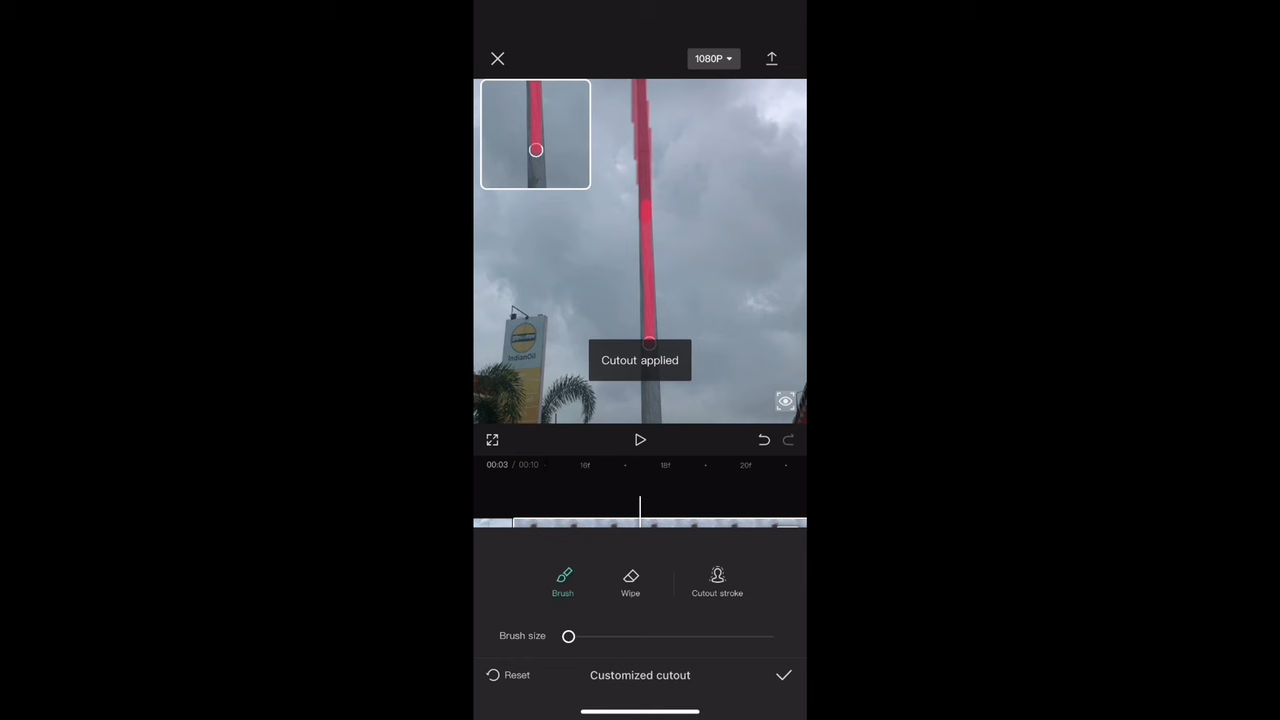 1080P
IndianOil
Cutout applied
00:03 / 00:10
16f
18f
20f
Brush
Wipe
Cutout stroke
Brush size
Reset
Customized cutout